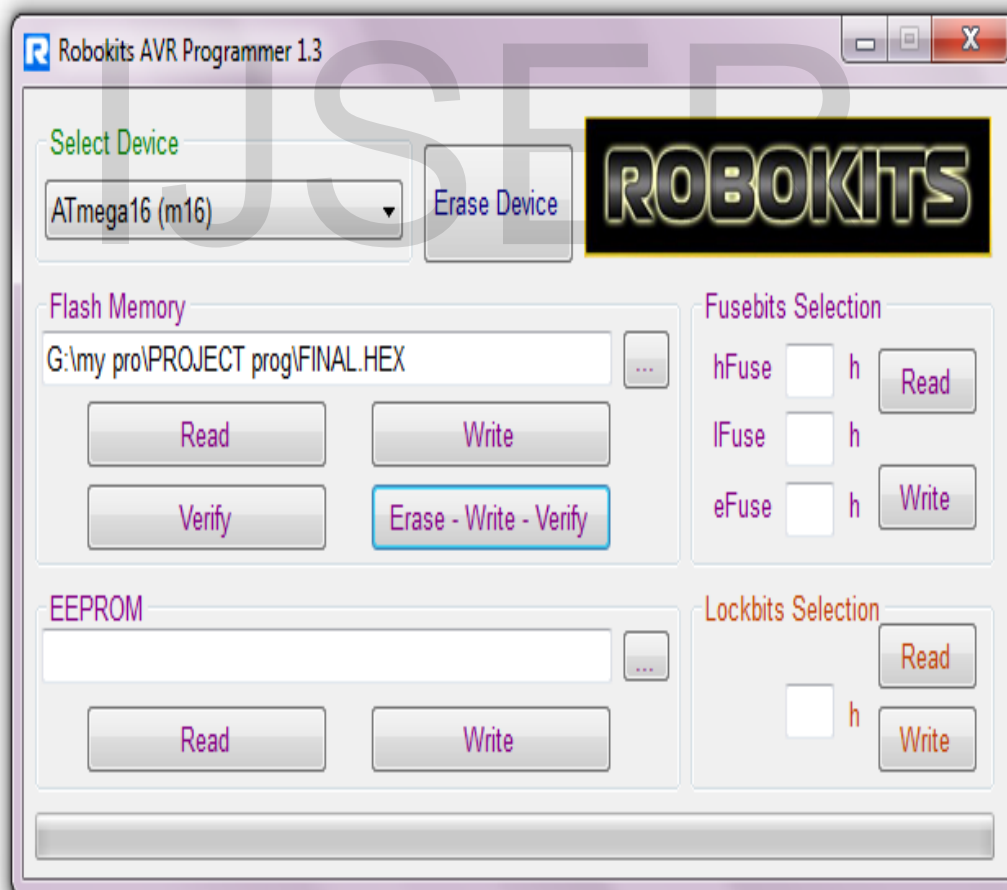 Robokits AVR Programmer 1.3
X
IJSER
Select Device
ATmega16 (m16)
Erase Device
ROBOKITS
Flash Memory
G:\my pro\PROJECT prog\FINAL.HEX
...
Read
Write
Verify
Erase - Write - Verify
Fusebits Selection
hFuse h
Read
lFuse h
eFuse h
Write
EEPROM
...
Read
Write
Lockbits Selection
Read
h
Write